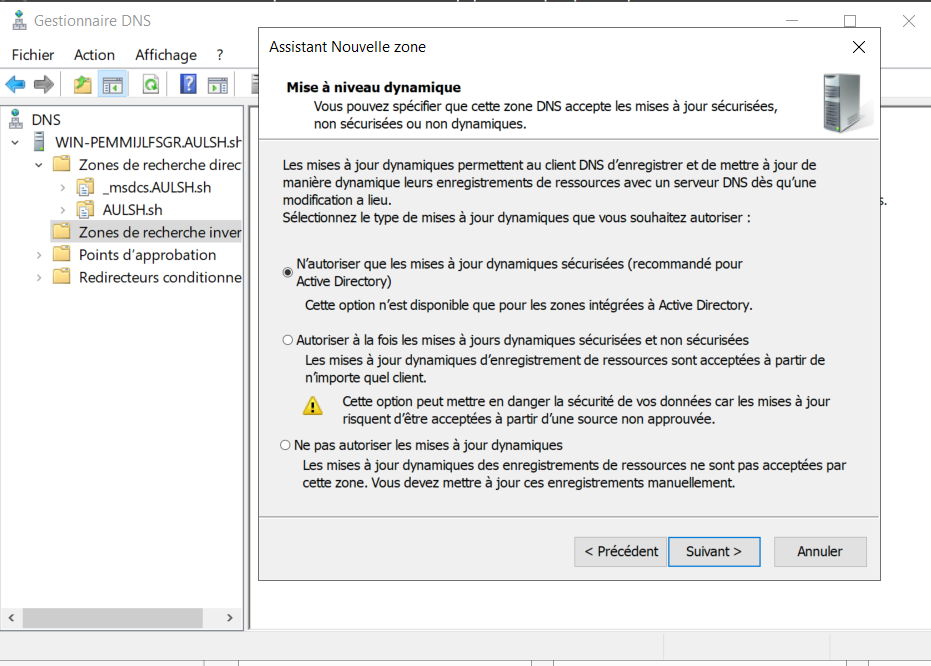 Gestionnaire DNS
Fichier Action Affichage ?
DNS
WIN-PEMMIJLFSGR.AULSH.sh
Zones de recherche direc
_msdcs.AULSH.sh
AULSH.sh
Zones de recherche inver
Points d'approbation
Redirecteurs conditionne
Assistant Nouvelle zone
Mise à niveau dynamique
Vous pouvez spécifier que cette zone DNS accepte les mises à jour sécurisées,
non sécurisées ou non dynamiques.
Les mises à jour dynamiques permettent au client DNS d'enregistrer et de mettre à jour de
manière dynamique leurs enregistrements de ressources avec un serveur DNS dès qu'une
modification a lieu.
Sélectionnez le type de mises à jour dynamiques que vous souhaitez autoriser :
N'autoriser que les mises à jour dynamiques sécurisées (recommandé pour
Active Directory)
Cette option n'est disponible que pour les zones intégrées à Active Directory.
Autoriser à la fois les mises à jours dynamiques sécurisées et non sécurisées
Les mises à jour dynamiques d'enregistrement de ressources sont acceptées à partir de
n'importe quel client.
Cette option peut mettre en danger la sécurité de vos données car les mises à jour
risquent d'être acceptées à partir d'une source non approuvée.
Ne pas autoriser les mises à jour dynamiques
Les mises à jour dynamiques des enregistrements de ressources ne sont pas acceptées par
cette zone. Vous devez mettre à jour ces enregistrements manuellement.
< Précédent Suivant > Annuler
s.